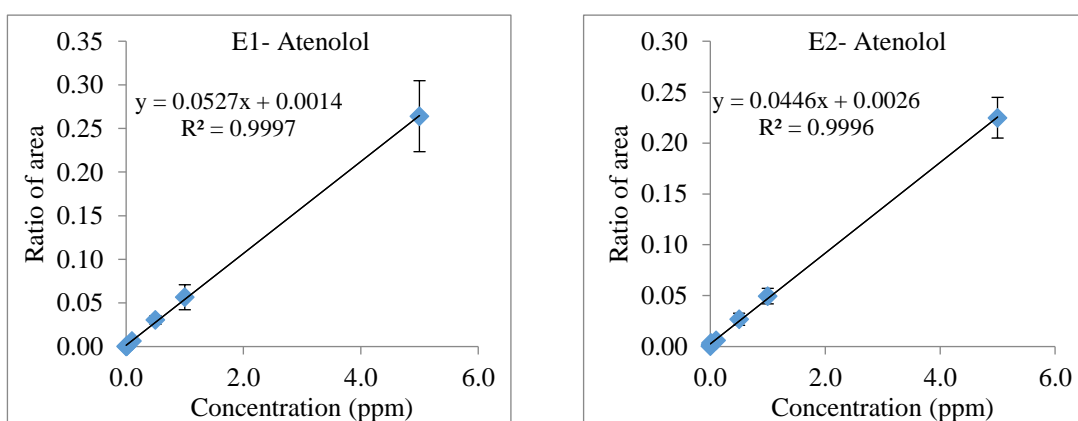 E1- Atenolol
y = 0.0527x + 0.0014
R² = 0.9997
Ratio of area
0.35
0.30
0.25
0.20
0.15
0.10
0.05
0.00
0.0 2.0 4.0 6.0
Concentration (ppm)
E2- Atenolol
y = 0.0446x + 0.0026
R² = 0.9996
Ratio of area
0.30
0.25
0.20
0.15
0.10
0.05
0.00
0.0 2.0 4.0 6.0
Concentration (ppm)